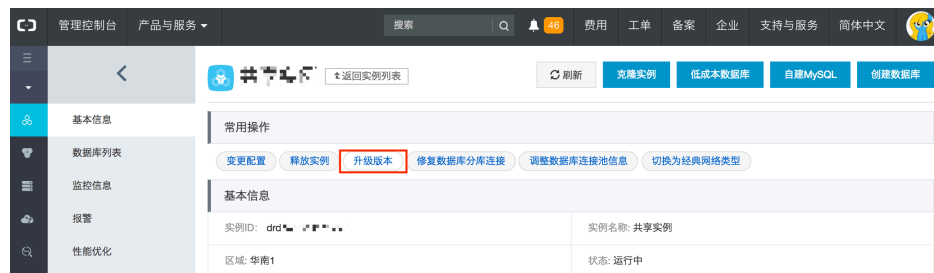 管理控制台 产品与服务 搜索 46 费用 工单 备案 企业 支持与服务 简体中文
返回实例列表 刷新 克隆实例 低成本数据库 自建MySQL 创建数据库
基本信息
数据库列表
监控信息
报警
性能优化
常用操作
变更配置 释放实例 升级版本 修复数据库分库连接 调整数据库连接池信息 切换为经典网络类型
基本信息
实例ID: drd 实例名称: 共享实例
区域: 华南1 状态: 运行中